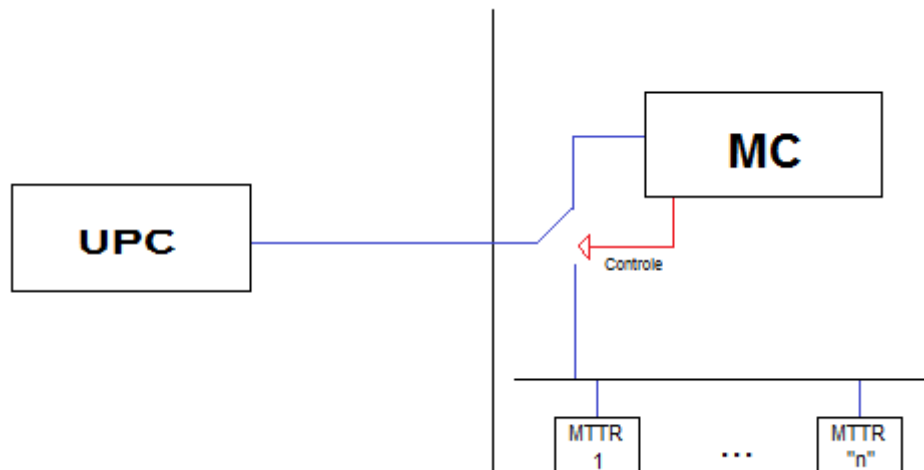 MC
UPC
Controle
MTTR
1
...
MTTR
"n"